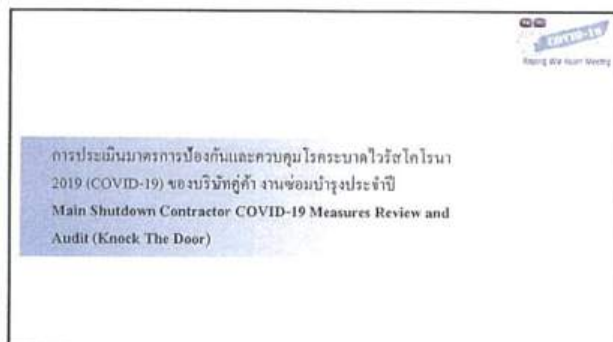 COVID-19
Rayong War Room Meeting
การประเมินมาตรการป้องกันและควบคุมโรคระบาดไวรัสโคโรนา
2019 (COVID-19) ของบริษัทคู่ค้า งานซ่อมบำรุงประจำปี
Main Shutdown Contractor COVID-19 Measures Review and
Audit (Knock The Door)